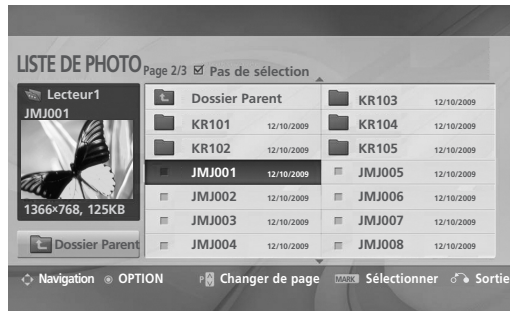 LISTE DE PHOTO Page 2/3 Pas de sélection
Lecteur1
JMJ001
1366×768, 125KB
Dossier Parent
Dossier Parent
KR101 12/10/2009
KR102 12/10/2009
JMJ001 12/10/2009
JMJ002 12/10/2009
JMJ003 12/10/2009
JMJ004 12/10/2009
KR103 12/10/2009
KR104 12/10/2009
KR105 12/10/2009
JMJ005 12/10/2009
JMJ006 12/10/2009
JMJ007 12/10/2009
JMJ008 12/10/2009
Navigation OPTION P Changer de page MARK Sélectionner Sortie